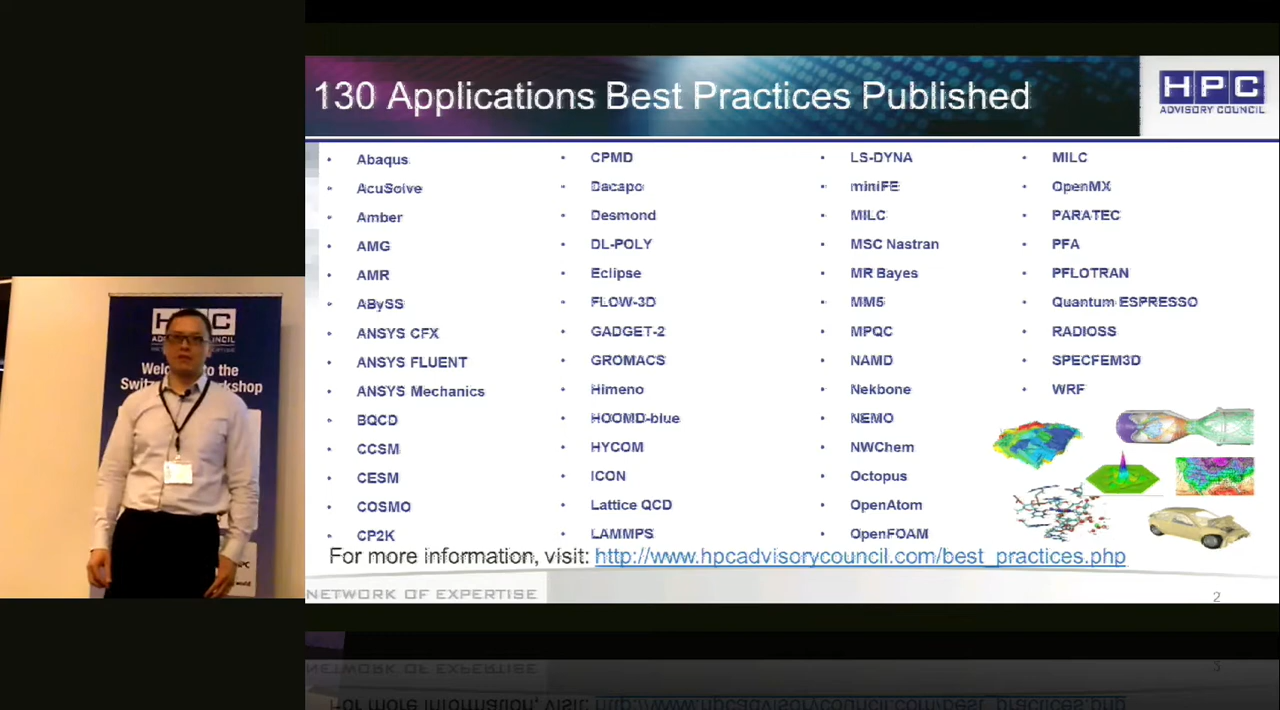 130 Applications Best Practices Published
HPC
ADVISORY COUNCIL
Abaqus
AcuSolve
Amber
AMG
AMR
ABySS
ANSYS CFX
ANSYS FLUENT
ANSYS Mechanics
BQCD
CCSM
CESM
COSMO
CP2K
CPMD
Dacapo
Desmond
DL-POLY
Eclipse
FLOW-3D
GADGET-2
GROMACS
Himeno
HOOMD-blue
HYCOM
ICON
Lattice QCD
LAMMPS
LS-DYNA
miniFE
MILC
MSC Nastran
MR Bayes
MM5
MPQC
NAMD
Nekbone
NEMO
NWChem
Octopus
OpenAtom
OpenFOAM
MILC
OpenMX
PARATEC
PFA
PFLOTRAN
Quantum ESPRESSO
RADIOSS
SPECFEM3D
WRF
For more information, visit: http://www.hpcadvisorycouncil.com/best_practices.php
NETWORK OF EXPERTISE
2
to the